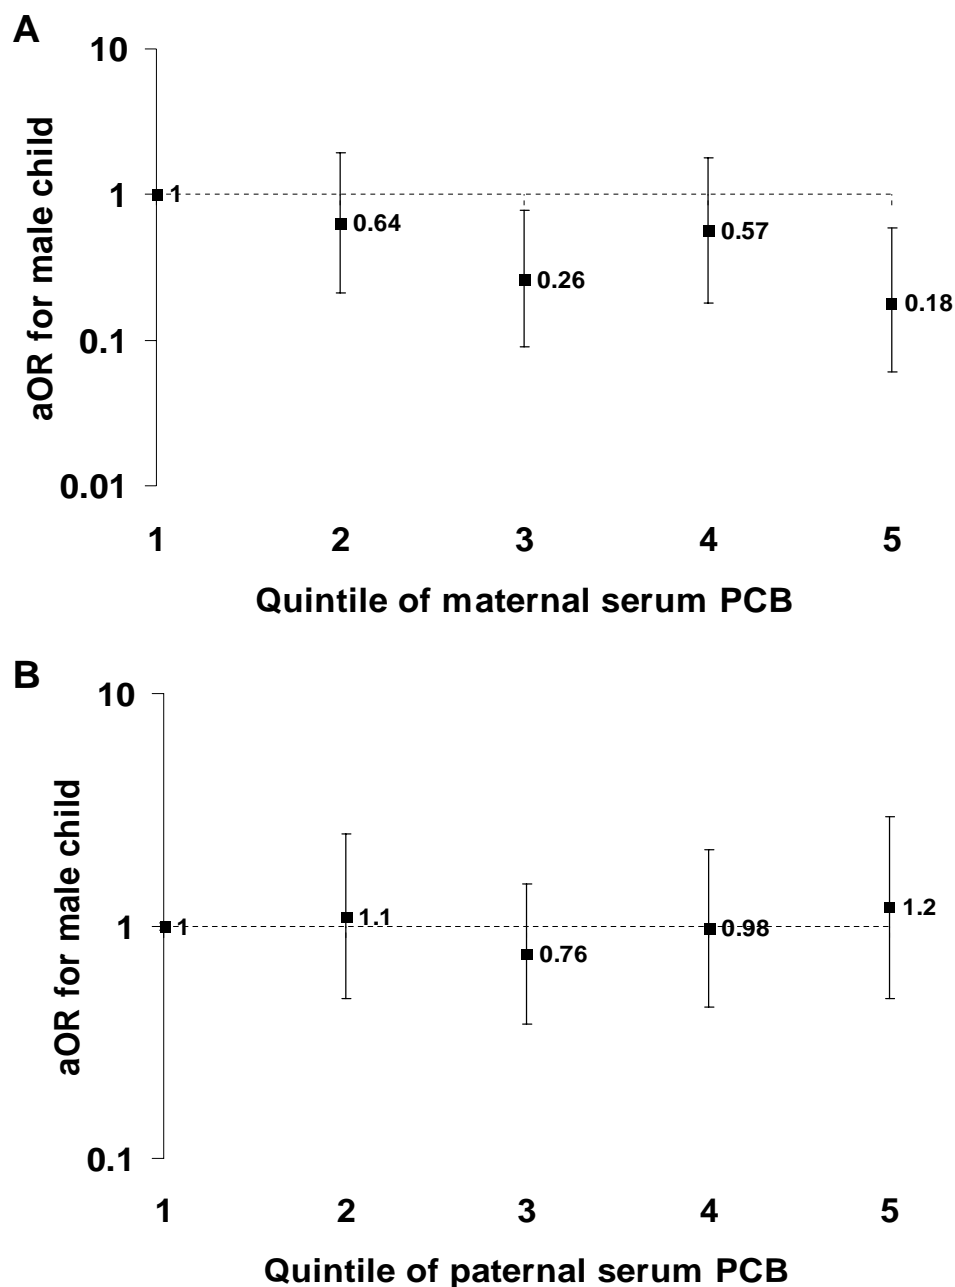 A
10
1
0.1
0.01
aOR for male child
1
0.64
0.26
0.57
0.18
1 2 3 4 5
Quintile of maternal serum PCB
B
10
1
0.1
aOR for male child
1
1.1
0.76
0.98
1.2
1 2 3 4 5
Quintile of paternal serum PCB